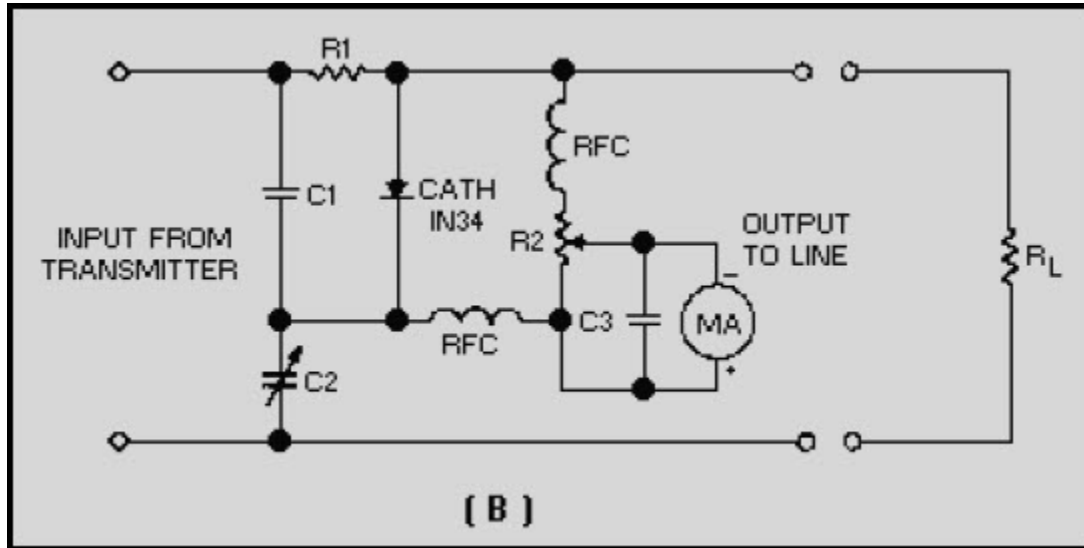 R1
RFC
C1
CATH
IN34
INPUT FROM
TRANSMITTER
R2
OUTPUT
TO LINE
RL
RFC
C3
−
MA
+
C2
( B )